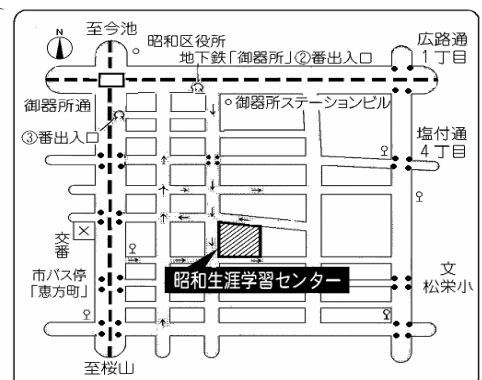 至今池
昭和区役所
地下鉄「御器所」②番出入口
広路通
1丁目
御器所通
御器所ステーションビル
③番出入口
塩付通
4丁目
交番
市バス停
「恵方町」
昭和生涯学習センター
文
松栄小
至桜山